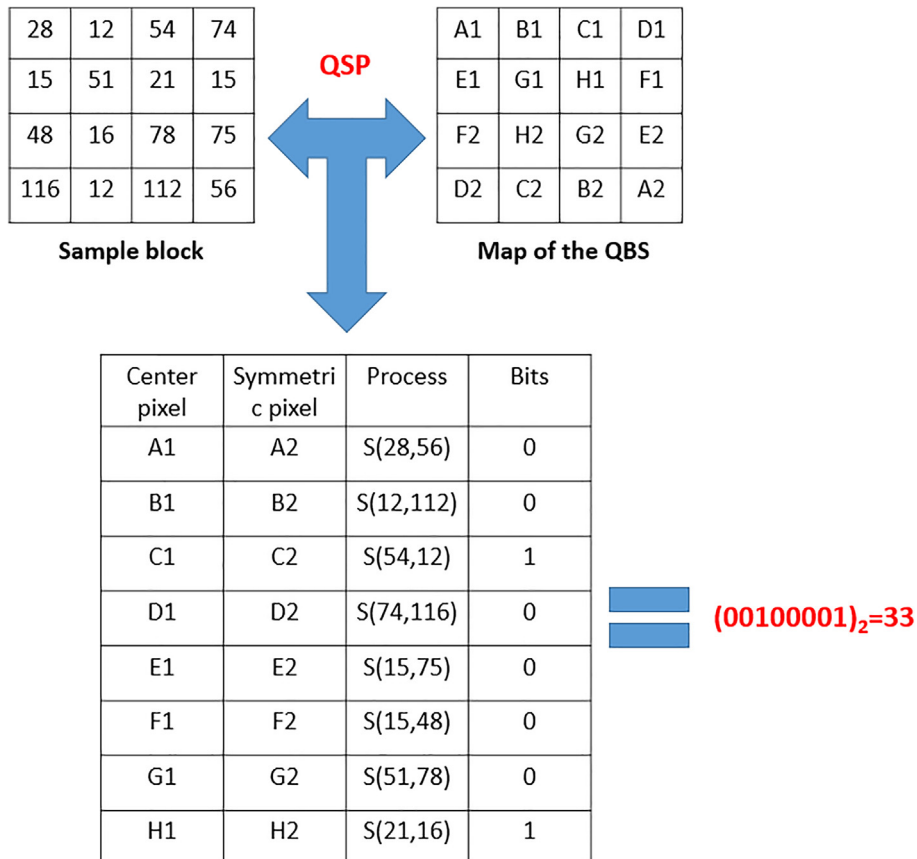 28 12 54 74
15 51 21 15
48 16 78 75
116 12 112 56
Sample block
QSP
A1 B1 C1 D1
E1 G1 H1 F1
F2 H2 G2 E2
D2 C2 B2 A2
Map of the QBS
Center pixel Symmetri c pixel Process Bits
A1 A2 S(28,56) 0
B1 B2 S(12,112) 0
C1 C2 S(54,12) 1
D1 D2 S(74,116) 0
E1 E2 S(15,75) 0
F1 F2 S(15,48) 0
G1 G2 S(51,78) 0
H1 H2 S(21,16) 1
(00100001)₂=33